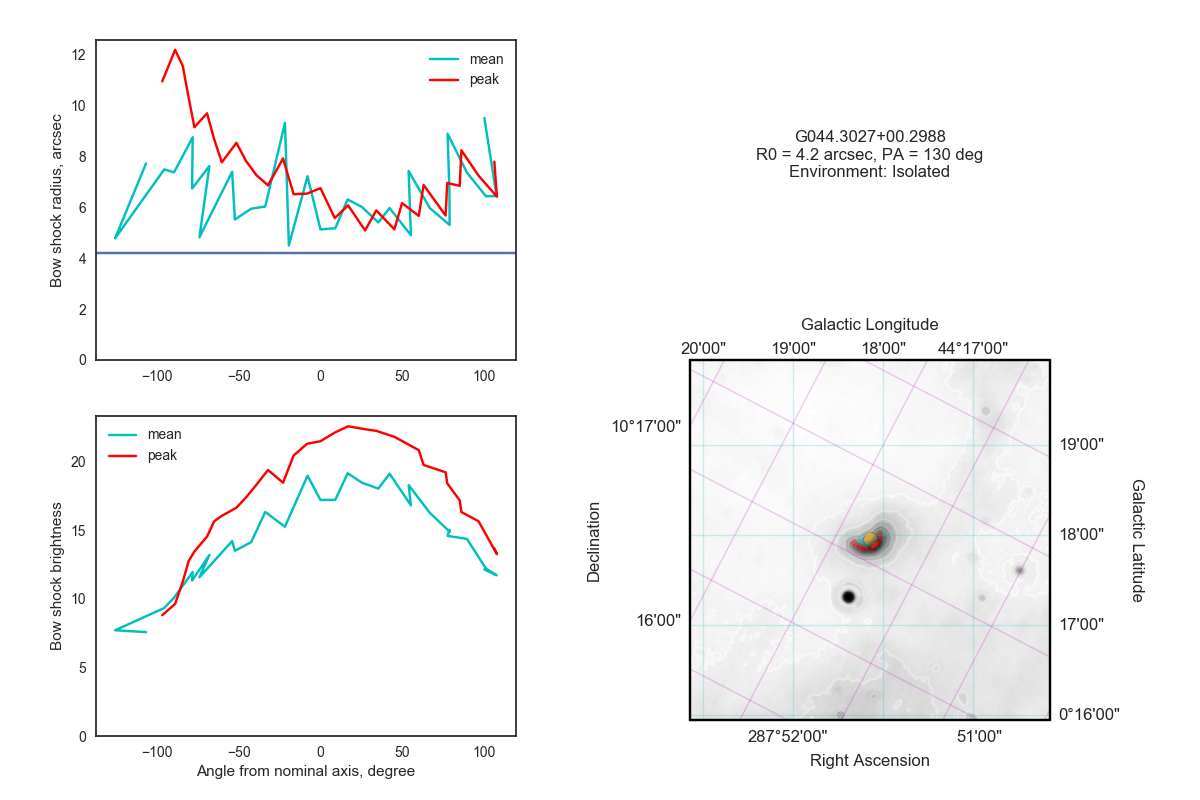 12
10
8
6
4
2
0
Bow shock radius, arcsec
mean
peak
−100
−50
0
50
100
G044.3027+00.2988
R0 = 4.2 arcsec, PA = 130 deg
Environment: Isolated
20
15
10
5
0
Bow shock brightness
mean
peak
−100
−50
0
50
100
Angle from nominal axis, degree
Galactic Longitude
20'00"
19'00"
18'00"
44°17'00"
10°17'00"
16'00"
Declination
19'00"
18'00"
17'00"
0°16'00"
Galactic Latitude
287°52'00"
51'00"
Right Ascension